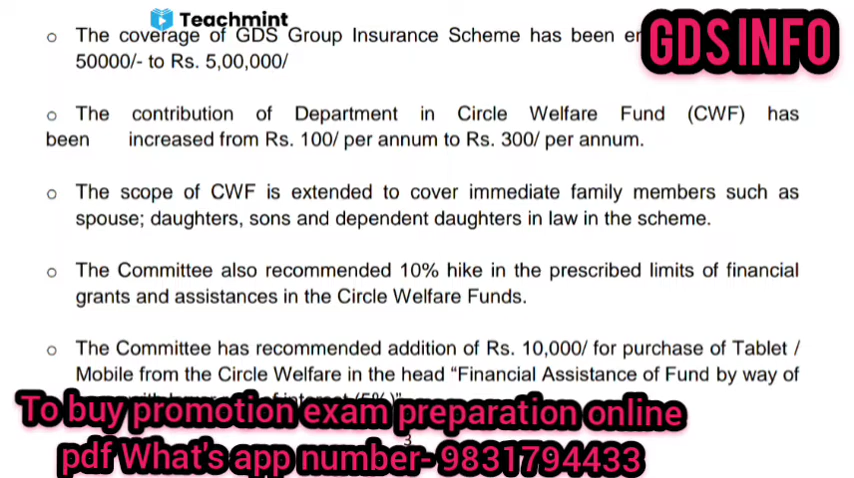 Teachmint
GDS INFO
o The coverage of GDS Group Insurance Scheme has been
50000/- to Rs. 5,00,000/
o The contribution of Department in Circle Welfare Fund (CWF) has
been increased from Rs. 100/ per annum to Rs. 300/ per annum.
o The scope of CWF is extended to cover immediate family members such as
spouse; daughters, sons and dependent daughters in law in the scheme.
o The Committee also recommended 10% hike in the prescribed limits of financial
grants and assistances in the Circle Welfare Funds.
o The Committee has recommended addition of Rs. 10,000/ for purchase of Tablet /
Mobile from the Circle Welfare in the head “Financial Assistance of Fund by way of
(5%)"
3
To buy promotion exam preparation online
pdf What's app number- 9831794433